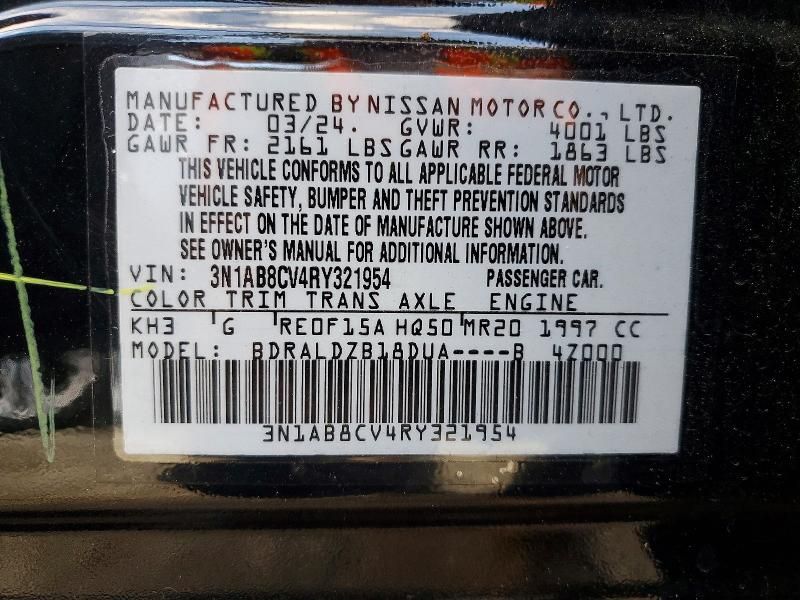 MANUFACTURED BY NISSAN MOTOR CO., LTD.
DATE: 03/24. GVWR: 4001 LBS
GAWR FR: 2161 LBS GAWR RR: 1863 LBS
THIS VEHICLE CONFORMS TO ALL APPLICABLE FEDERAL MOTOR
VEHICLE SAFETY, BUMPER AND THEFT PREVENTION STANDARDS
IN EFFECT ON THE DATE OF MANUFACTURE SHOWN ABOVE.
SEE OWNER'S MANUAL FOR ADDITIONAL INFORMATION.
VIN: 3N1AB8CV4RY321954 PASSENGER CAR.
COLOR TRIM TRANS AXLE ENGINE
KH3 G RE0F15A HQ50 MR20 1997 CC
MODEL: BDRALDZB18DUA----B 4Z000
3N1AB8CV4RY321954